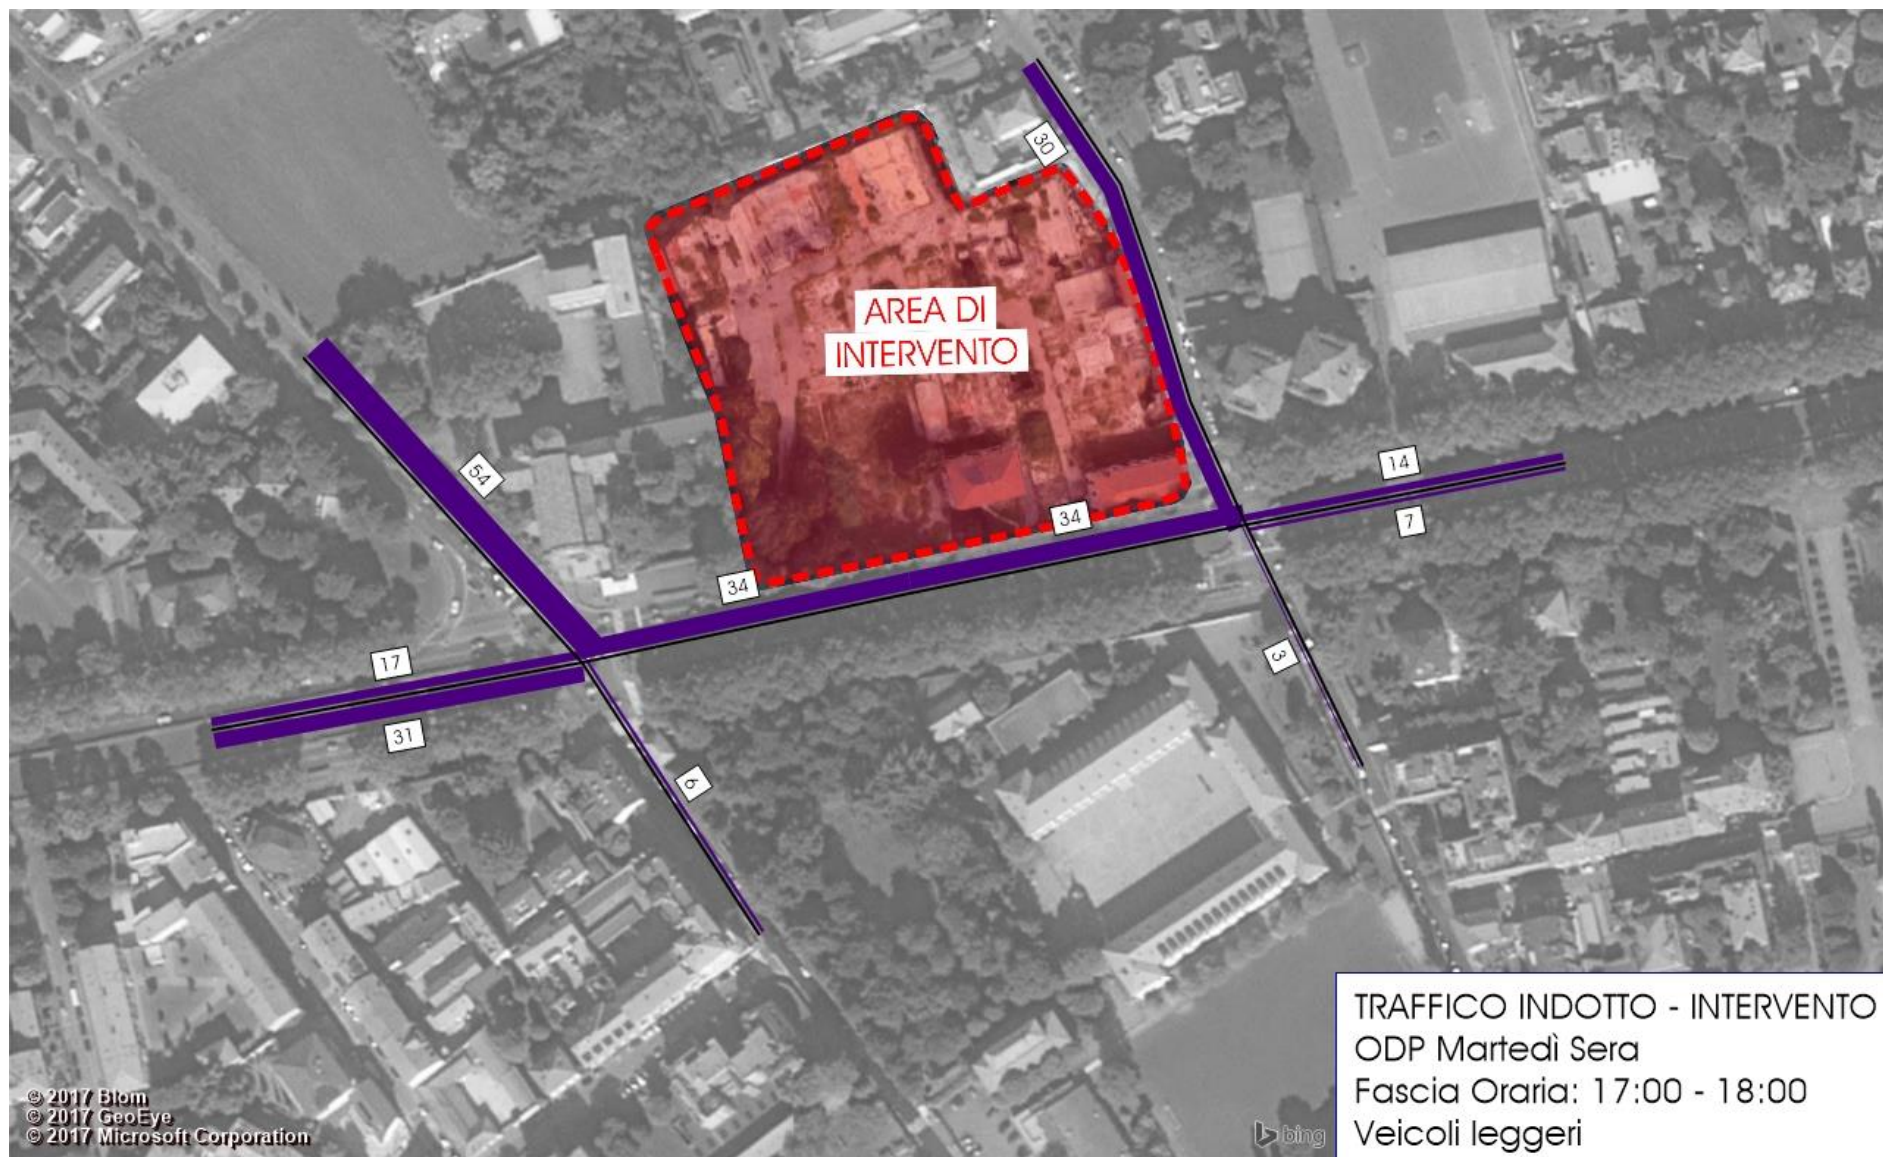 30
AREA DI
INTERVENTO
54
14
34
7
34
17
3
31
6
TRAFFICO INDOTTO - INTERVENTO
ODP Martedì Sera
Fascia Oraria: 17:00 - 18:00
Veicoli leggeri
© 2017 Blom
© 2017 GeoEye
© 2017 Microsoft Corporation
bing